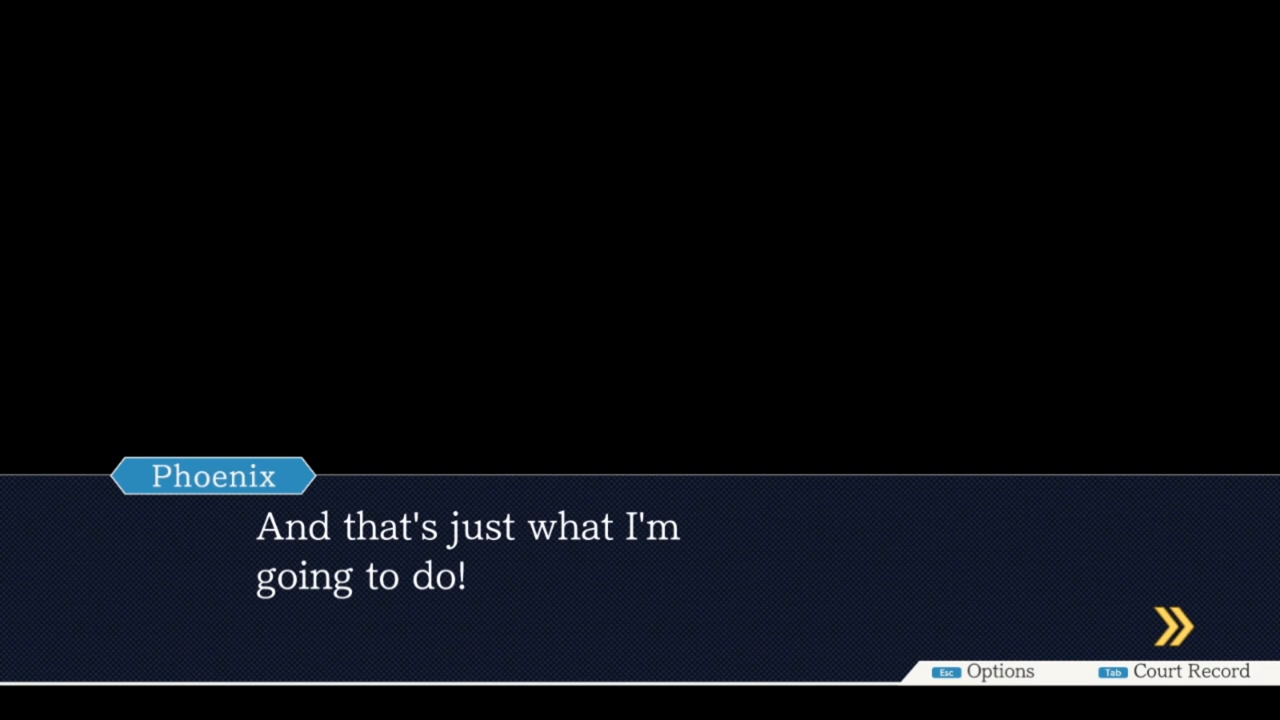 Phoenix
And that's just what I'm
going to do!
Esc Options Tab Court Record